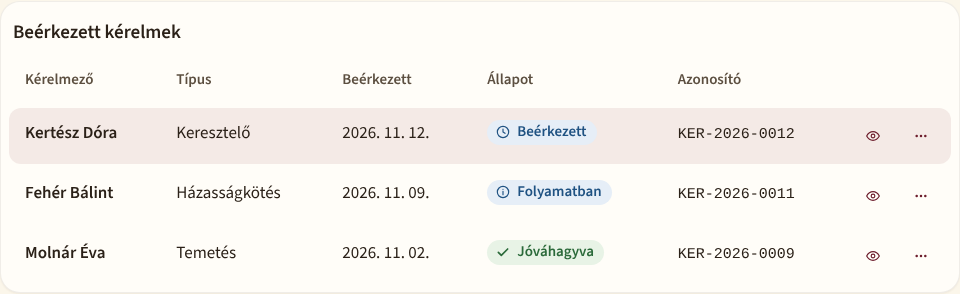 Beérkezett kérelmek
Kérelmező Típus Beérkezett Állapot Azonosító
Kertész Dóra Keresztelő 2026. 11. 12. Beérkezett KER-2026-0012
Fehér Bálint Házasságkötés 2026. 11. 09. Folyamatban KER-2026-0011
Molnár Éva Temetés 2026. 11. 02. Jóváhagyva KER-2026-0009